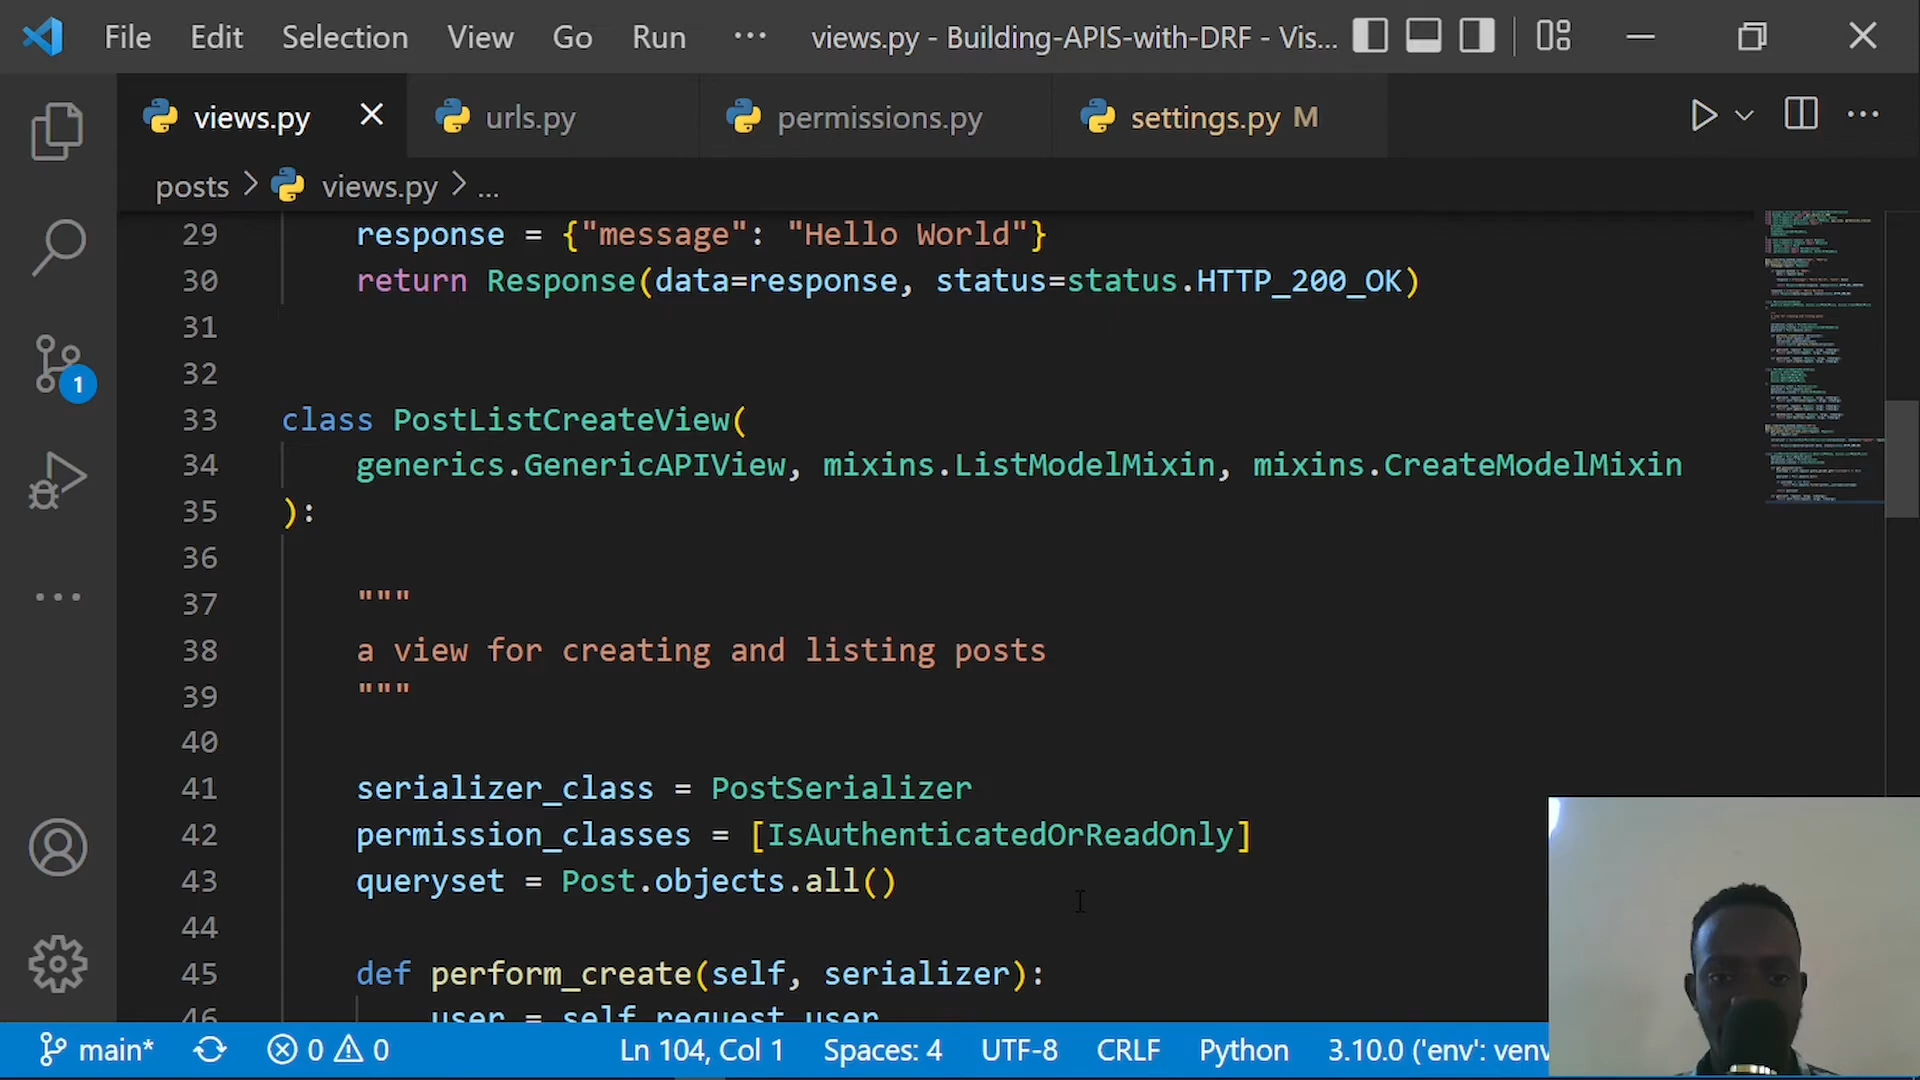 File Edit Selection View Go Run ··· views.py - Building-APIS-with-DRF - Vis...
views.py urls.py permissions.py settings.py M
posts > views.py > ...
29 response = {"message": "Hello World"}
30 return Response(data=response, status=status.HTTP_200_OK)
31
32
33 class PostListCreateView(
34 generics.GenericAPIView, mixins.ListModelMixin, mixins.CreateModelMixin
35 ):
36
37 """
38 a view for creating and listing posts
39 """
40
41 serializer_class = PostSerializer
42 permission_classes = [IsAuthenticatedOrReadOnly]
43 queryset = Post.objects.all()
44
45 def perform_create(self, serializer):
46 user = self.request.user
1
main* 0 0 Ln 104, Col 1 Spaces: 4 UTF-8 CRLF Python 3.10.0 ('env': venv